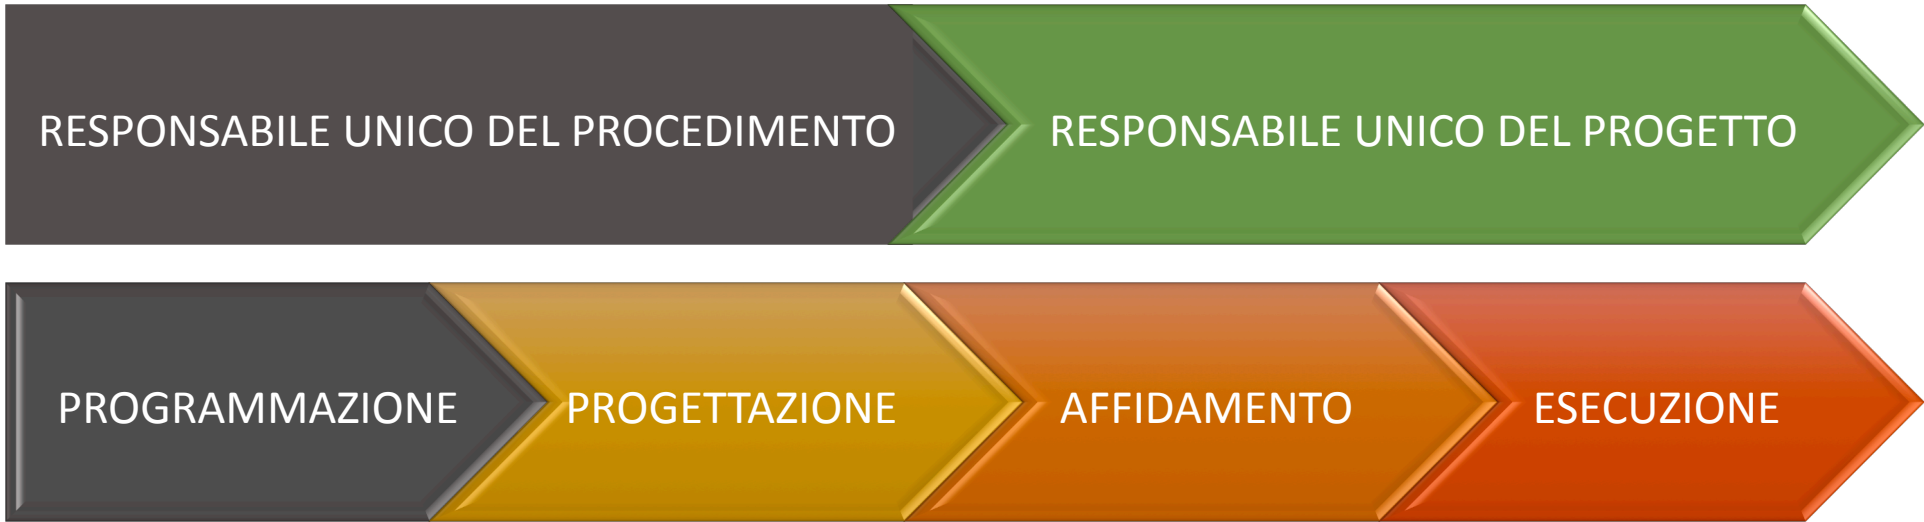 RESPONSABILE UNICO DEL PROCEDIMENTO
RESPONSABILE UNICO DEL PROGETTO
PROGRAMMAZIONE
PROGETTAZIONE
AFFIDAMENTO
ESECUZIONE